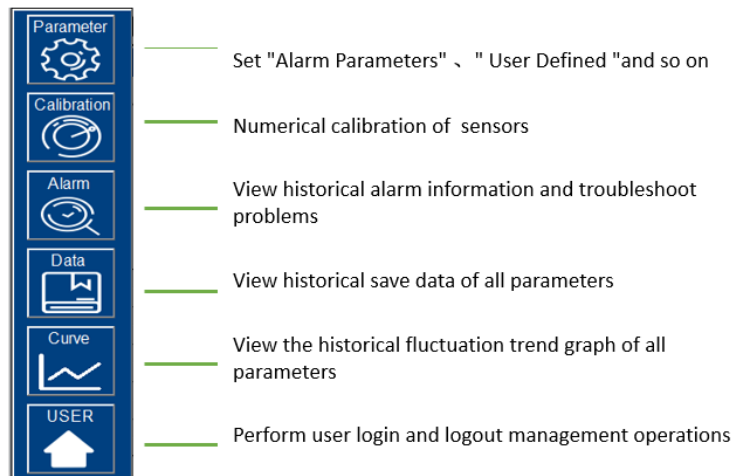 Parameter
Set "Alarm Parameters" 、 " User Defined "and so on
Calibration
Numerical calibration of  sensors
Alarm
View historical alarm information and troubleshoot
problems
Data
View historical save data of all parameters
Curve
View the historical fluctuation trend graph of all
parameters
USER
Perform user login and logout management operations